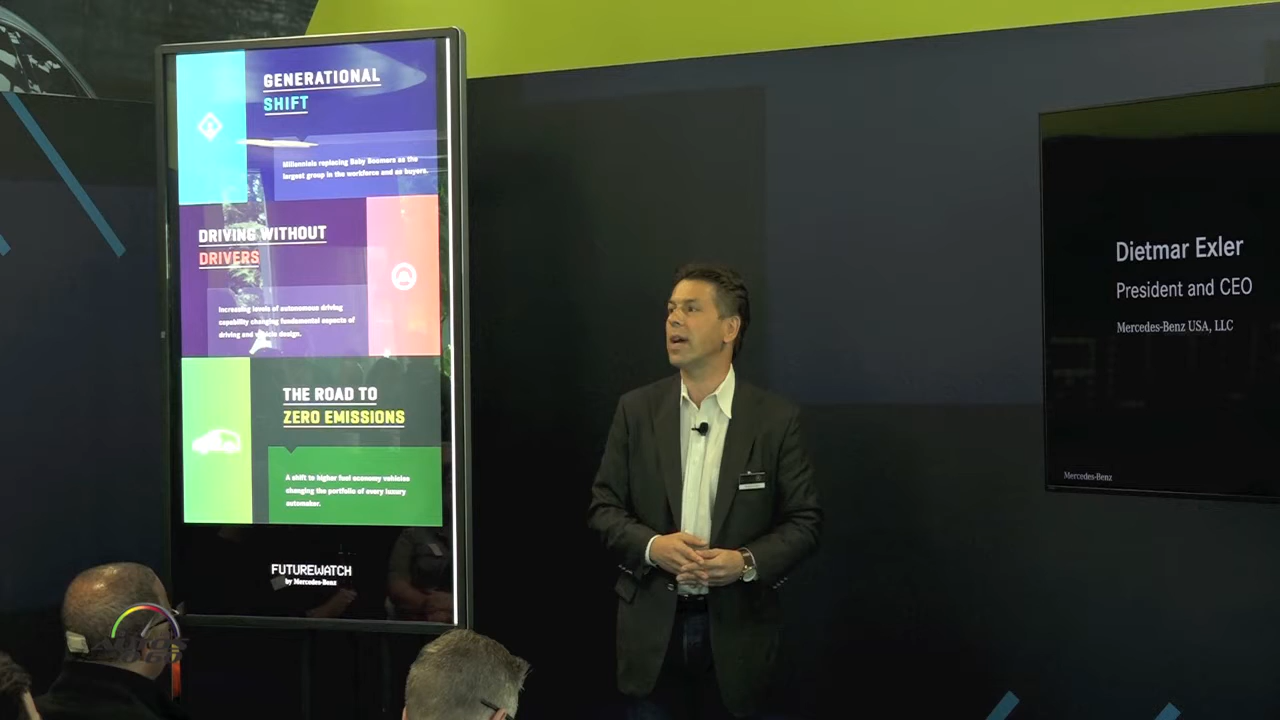 GENERATIONAL
SHIFT
Millennials replacing Baby Boomers as the
largest group in the workforce and as buyers.
DRIVING WITHOUT
DRIVERS
Increasing levels of autonomous driving
capability changing fundamental aspects of
driving and vehicle design.
THE ROAD TO
ZERO EMISSIONS
A shift to higher fuel economy vehicles
changing the portfolio of every luxury
automaker.
FUTUREWATCH
by Mercedes-Benz
Dietmar Exler
President and CEO
Mercedes-Benz USA, LLC
Mercedes-Benz